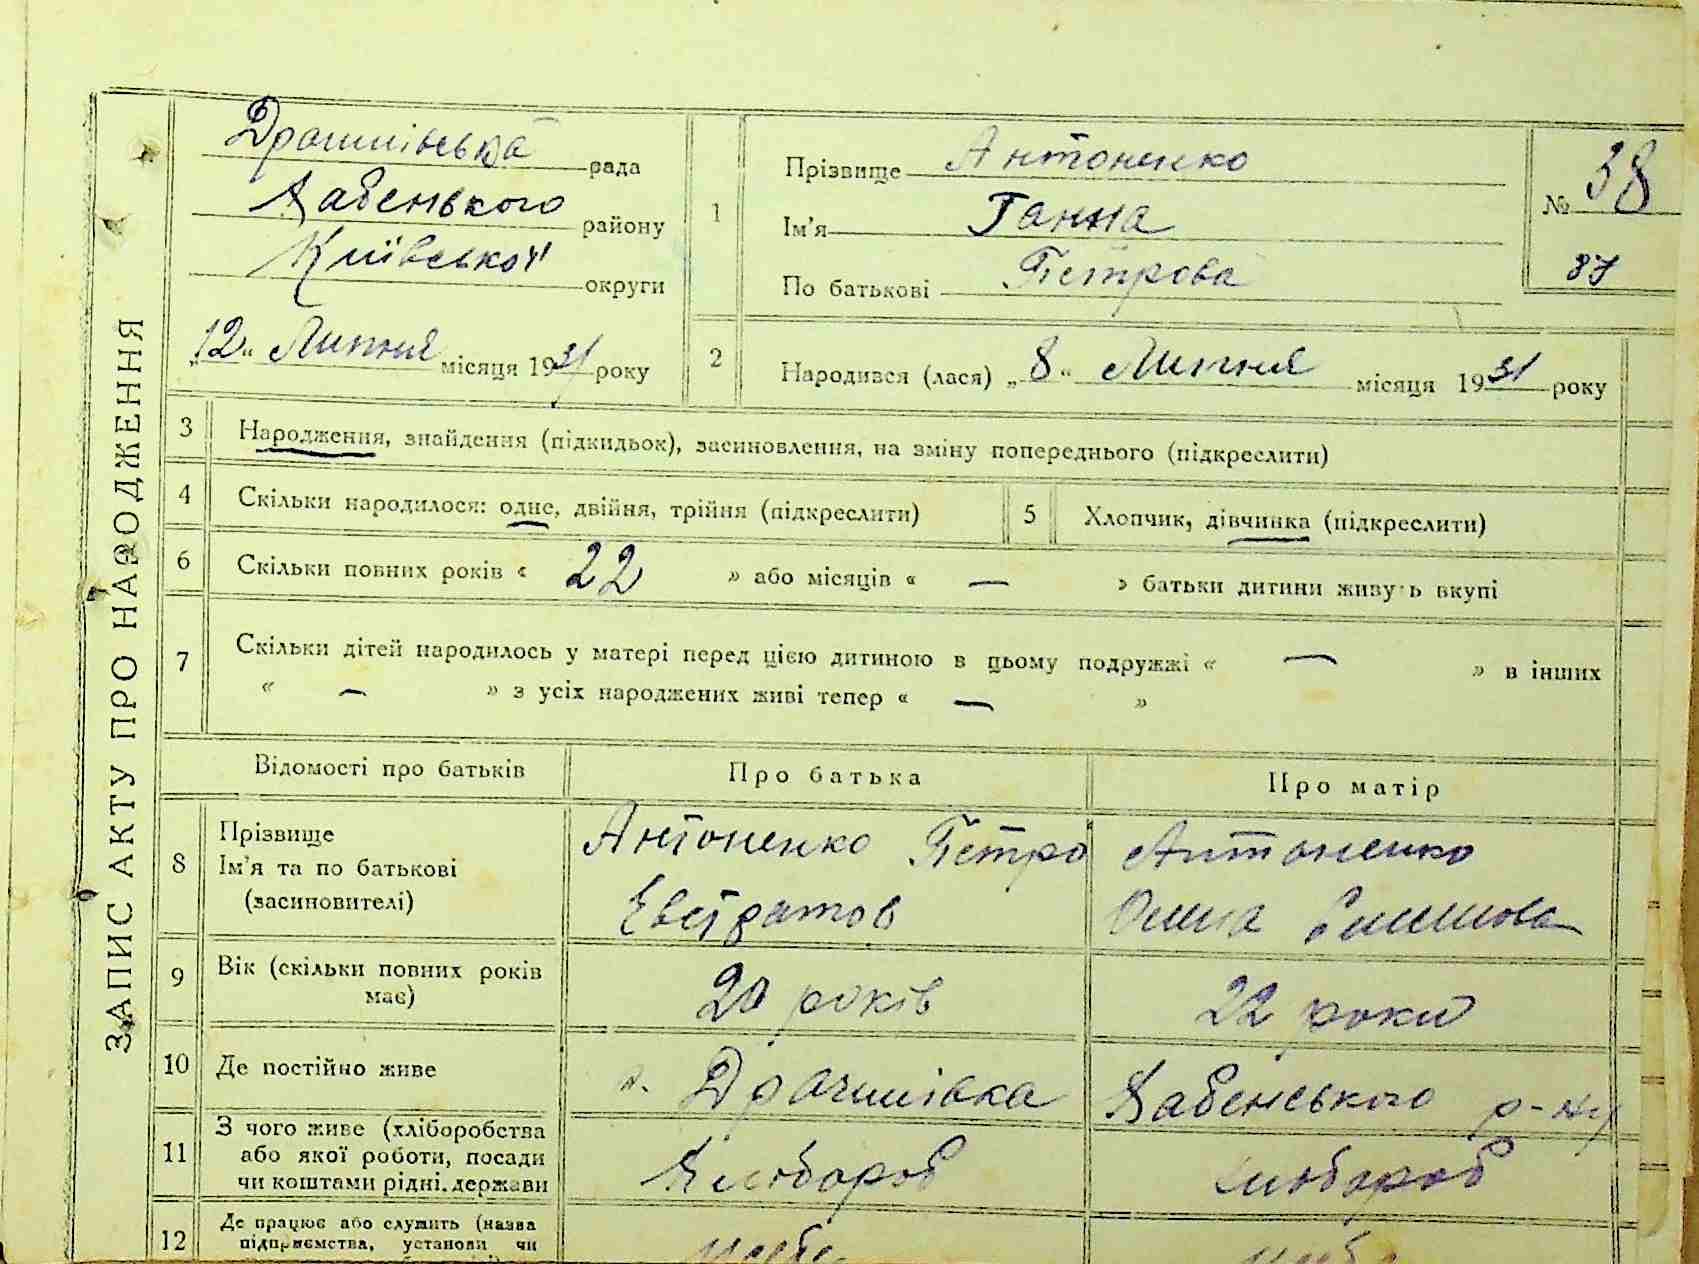 ЗАПИС АКТУ ПРО НАРОДЖЕННЯ
рада
Хабенського району
Київської округи
„12“ Липня місяця 1931 року
1
Прізвище Антоненко
Ім'я Ганна
По батькові Петрова
№ 38
87
2
Народився (лася) „8“ Липня місяця 1931 року
3
Народження, знайдення (підкидьок), засиновлення, на зміну попереднього (підкреслити)
4
Скільки народилося: одне, двійня, трійня (підкреслити)
5
Хлопчик, дівчинка (підкреслити)
6
Скільки повних років « 22 » або місяців « — » батьки дитини живуть вкупі
7
Скільки дітей народилось у матері перед цією дитиною в цьому подружжі « — » в інших
« — » з усіх народжених живі тепер « — »
Відомості про батьків
Про батька
Про матір
8
Прізвище
Ім'я та по батькові
(засиновителі)
Антоненко Петро
Евстратов
Антоненко
9
Вік (скільки повних років
має)
20 років
22 роки
10
Де постійно живе
Хабенського р-ну
11
З чого живе (хліборобства
або якої роботи, посади
чи коштами рідні, держави
Хлібороб
хлібороб
12
Де працює або служить (назва
підприємства, установи чи